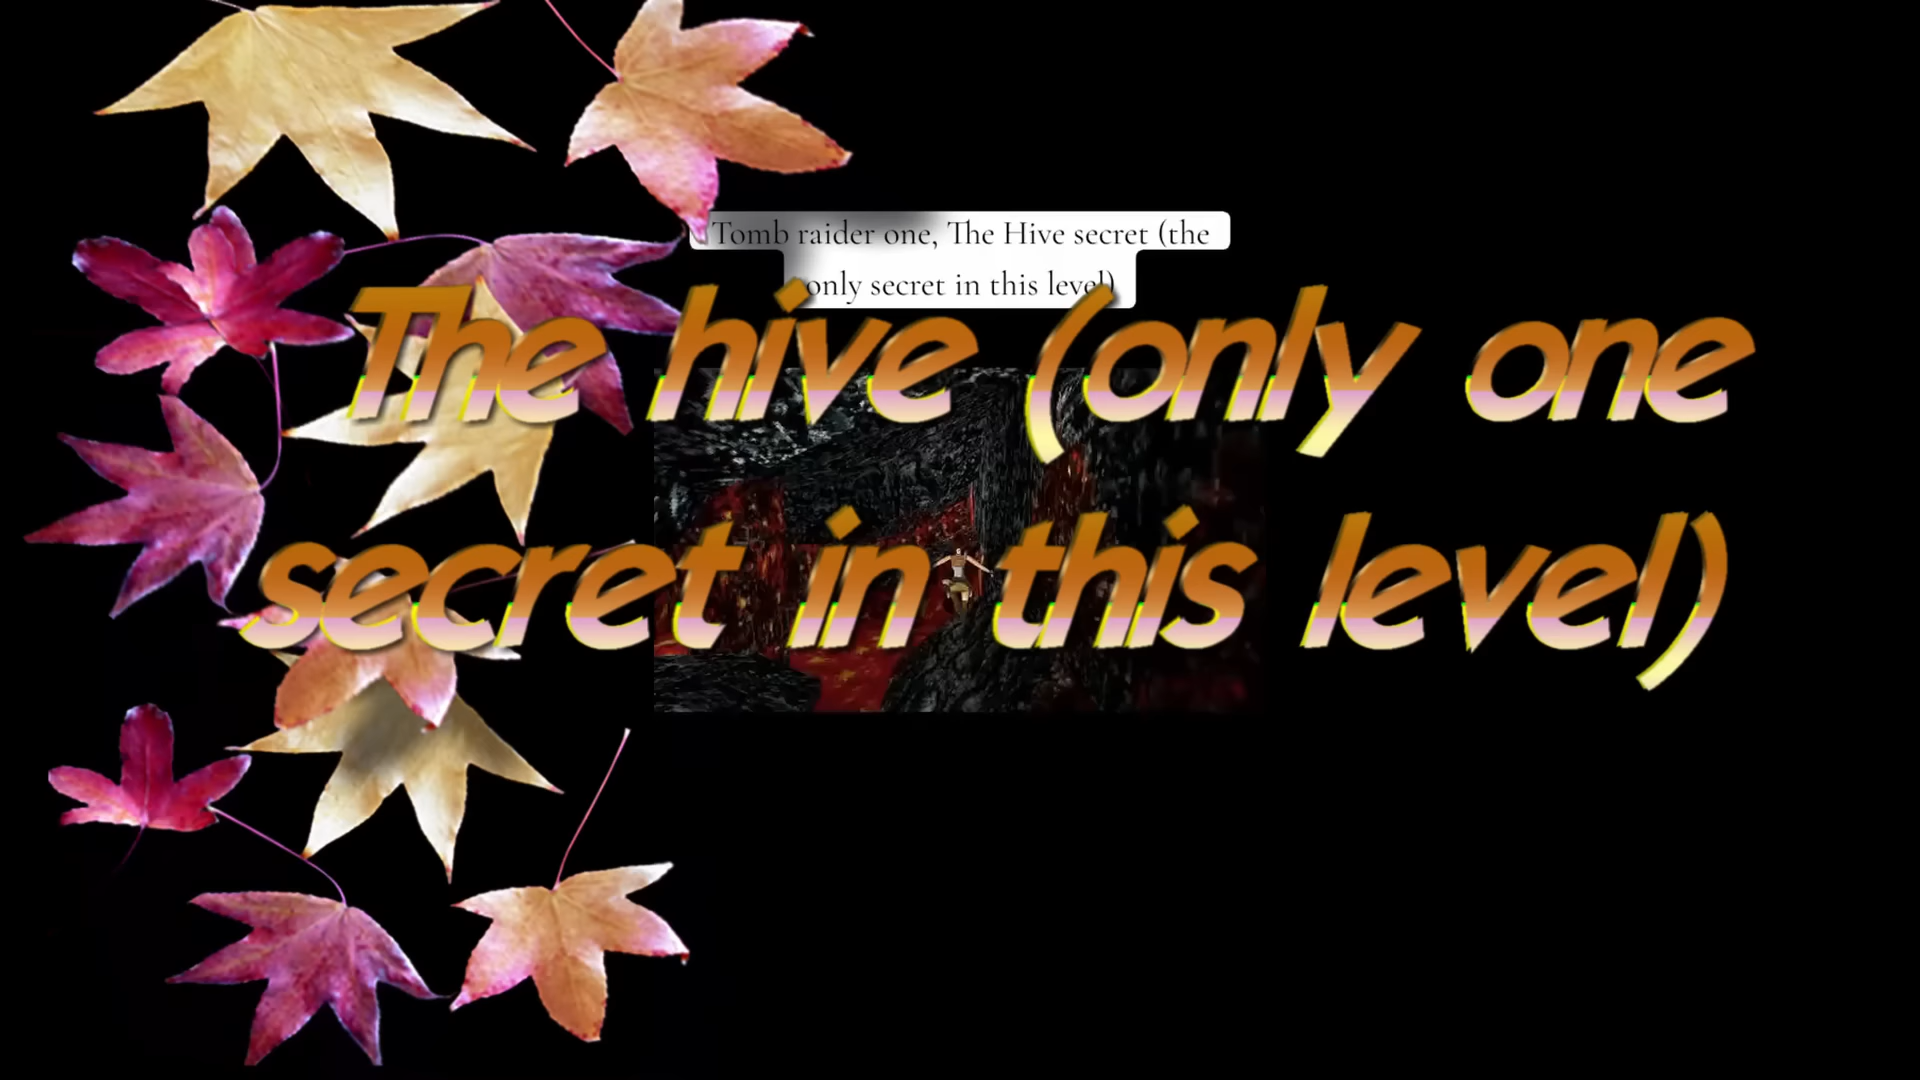 Tomb raider one, The Hive secret (the
only secret in this level)
The hive (only one
secret in this level)